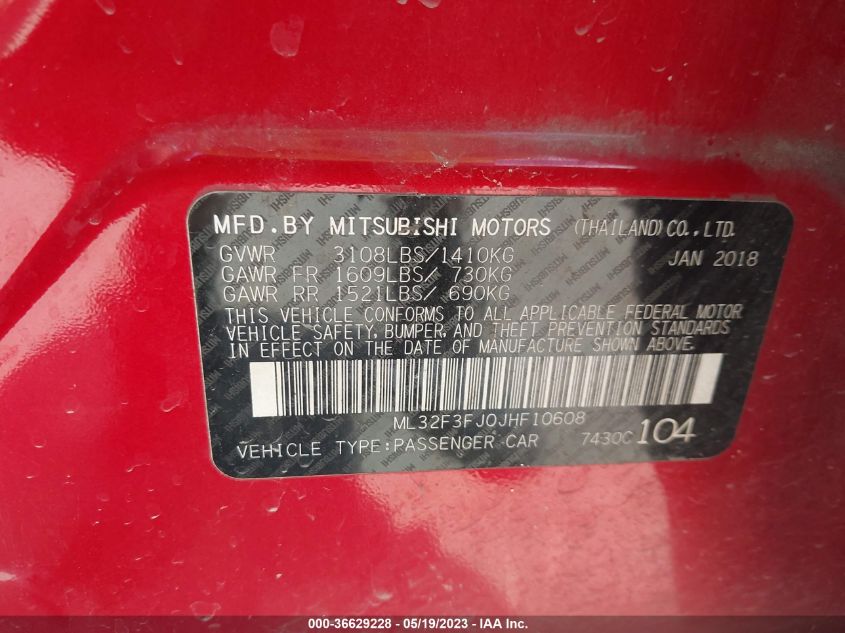 MFD.BY MITSUBISHI MOTORS (THAILAND) CO., LTD.
GVWR 3108LBS/1410KG JAN 2018
GAWR FR 1609LBS/ 730KG
GAWR RR 1521LBS/ 690KG
THIS VEHICLE CONFORMS TO ALL APPLICABLE FEDERAL MOTOR
VEHICLE SAFETY, BUMPER, AND THEFT PREVENTION STANDARDS
IN EFFECT ON THE DATE OF MANUFACTURE SHOWN ABOVE.
ML32F3FJ0JHF10608
VEHICLE TYPE:PASSENGER CAR 7430C 104
000-36629228 - 05/19/2023 - IAA Inc.